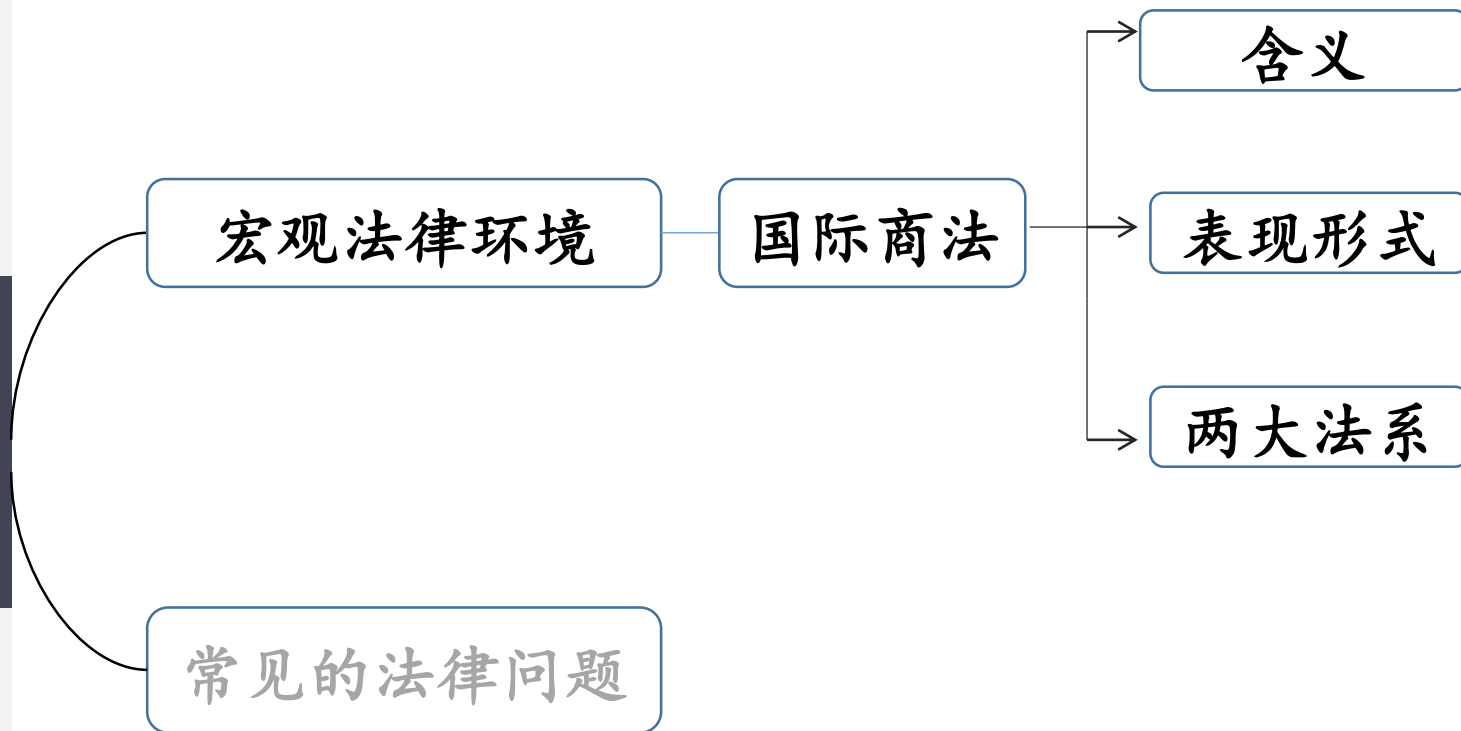 含义
宏观法律环境
国际商法
表现形式
两大法系
常见的法律问题